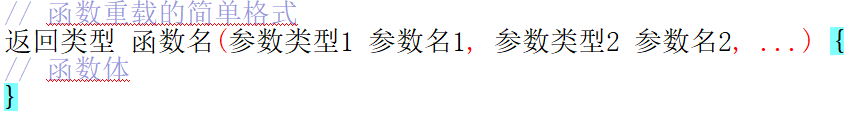 // 函数重载的简单格式
返回类型 函数名(参数类型1 参数名1, 参数类型2 参数名2, ...) {
// 函数体
}